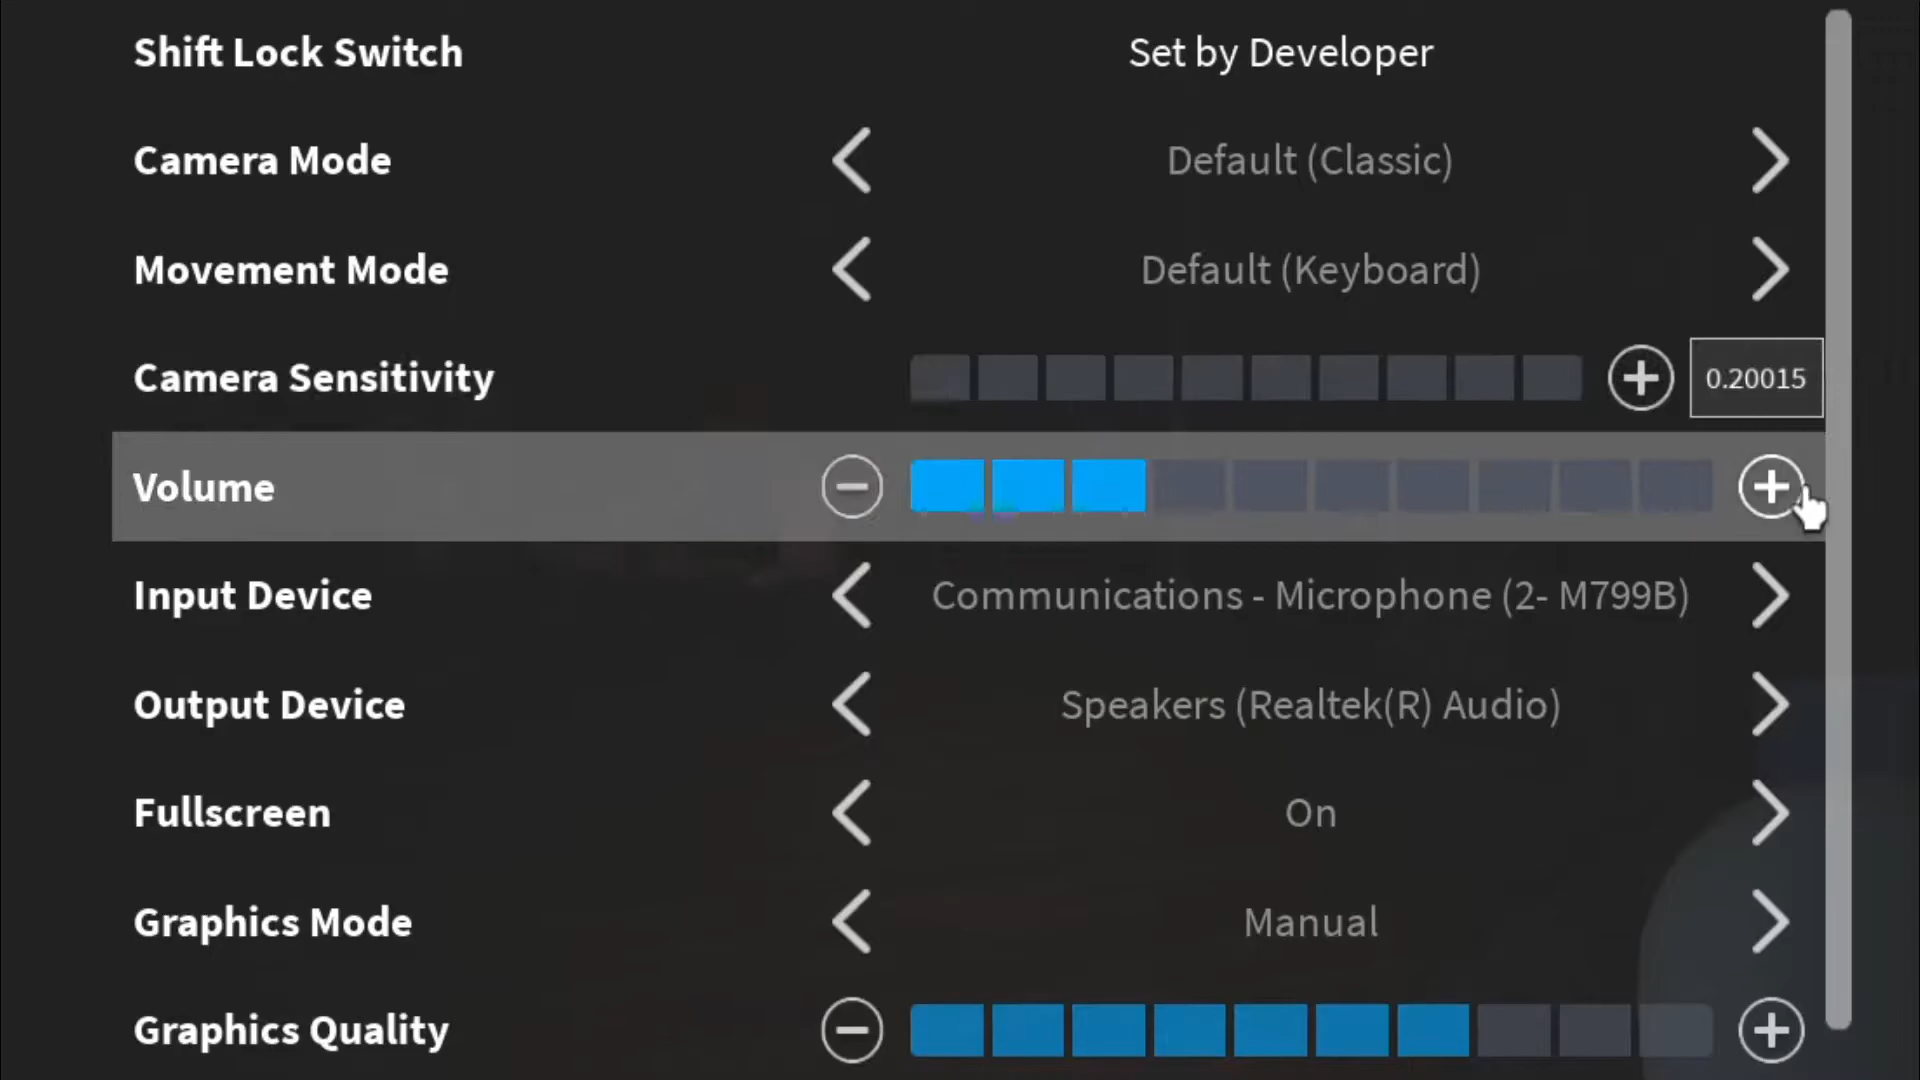 Shift Lock Switch Set by Developer
Camera Mode Default (Classic)
Movement Mode Default (Keyboard)
Camera Sensitivity 0.20015
Volume
Input Device Communications - Microphone (2- M799B)
Output Device Speakers (Realtek(R) Audio)
Fullscreen On
Graphics Mode Manual
Graphics Quality